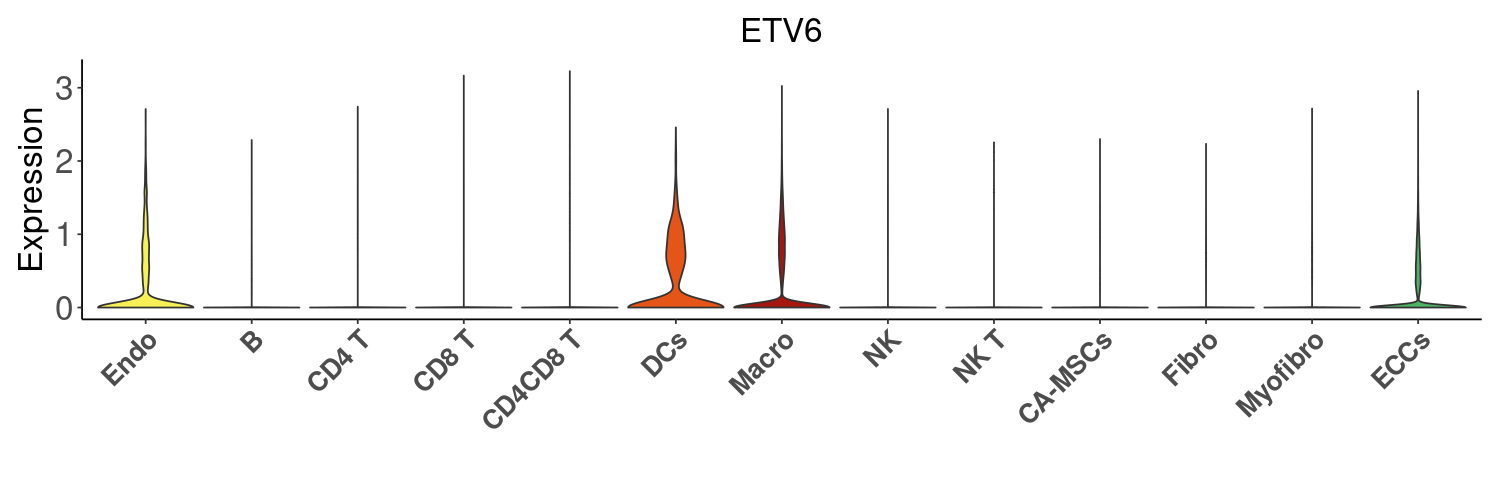 ETV6
Expression
3
2
1
0
Endo
B
CD4 T
CD8 T
CD4CD8 T
DCs
Macro
NK
NK T
CA-MSCs
Fibro
Myofibro
ECCs